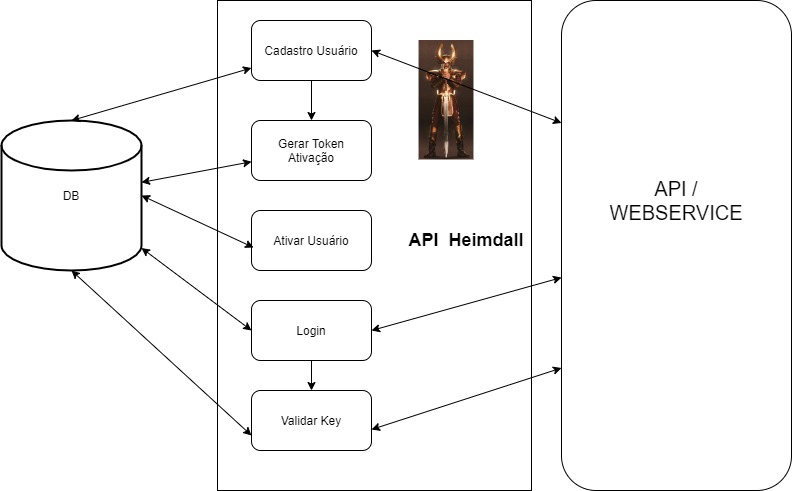 Cadastro Usuário
Gerar Token
Ativação
DB
API /
WEBSERVICE
Ativar Usuário
API  Heimdall
Login
Validar Key